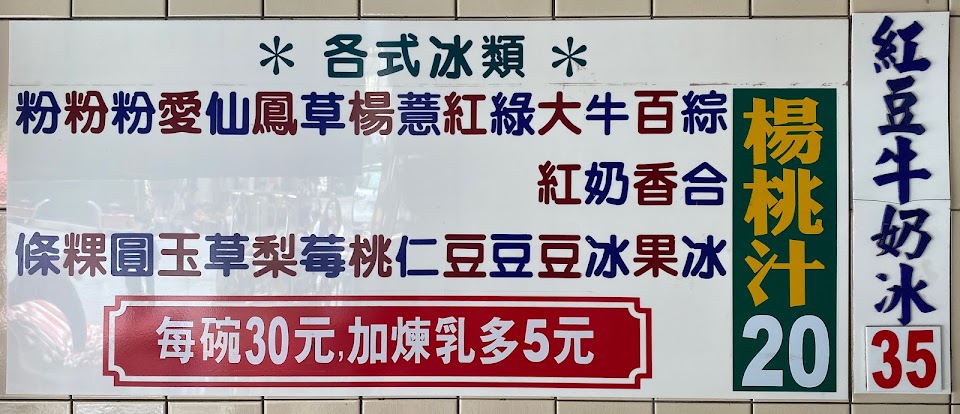 ＊ 各式冰類 ＊
綜合冰
百香果
牛奶冰
大紅豆
綠豆
紅豆
薏仁
楊桃
草莓
鳳梨
仙草
愛玉
粉圓
粉粿
粉條
每碗30元,加煉乳多5元
楊桃汁
20
紅豆牛奶冰
35